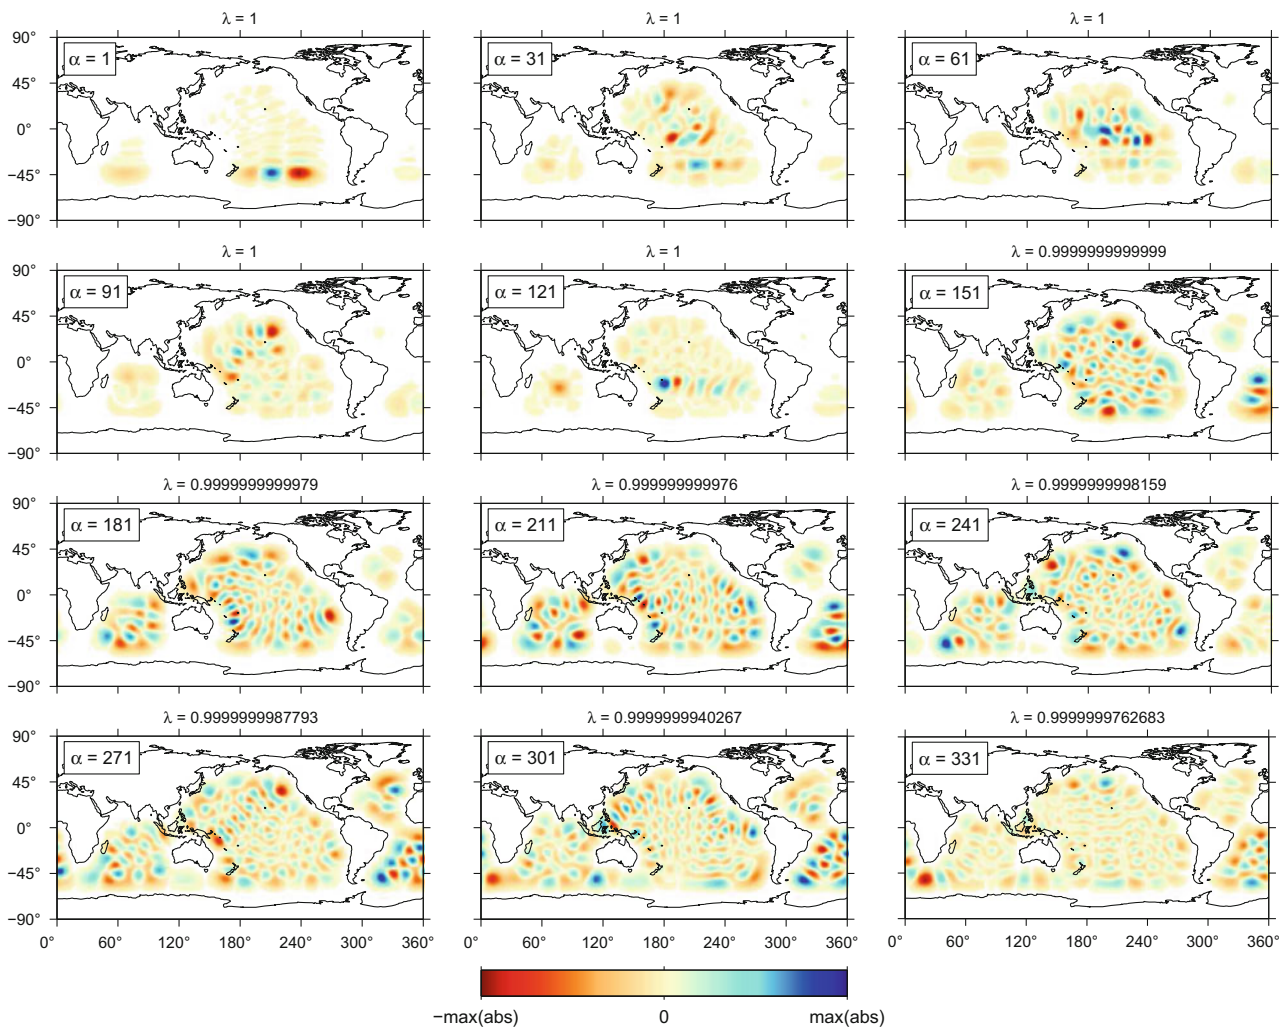 λ = 1 λ = 1 λ = 1
90° α = 1 α = 31 α = 61
45°
0°
−45°
−90°
λ = 1 λ = 1 λ = 0.9999999999999
90° α = 91 α = 121 α = 151
45°
0°
−45°
−90°
λ = 0.9999999999979 λ = 0.999999999976 λ = 0.9999999998159
90° α = 181 α = 211 α = 241
45°
0°
−45°
−90°
λ = 0.9999999987793 λ = 0.9999999940267 λ = 0.9999999762683
90° α = 271 α = 301 α = 331
45°
0°
−45°
−90°
0° 60° 120° 180° 240° 300° 360° 0° 60° 120° 180° 240° 300° 360° 0° 60° 120° 180° 240° 300° 360°
−max(abs) 0 max(abs)